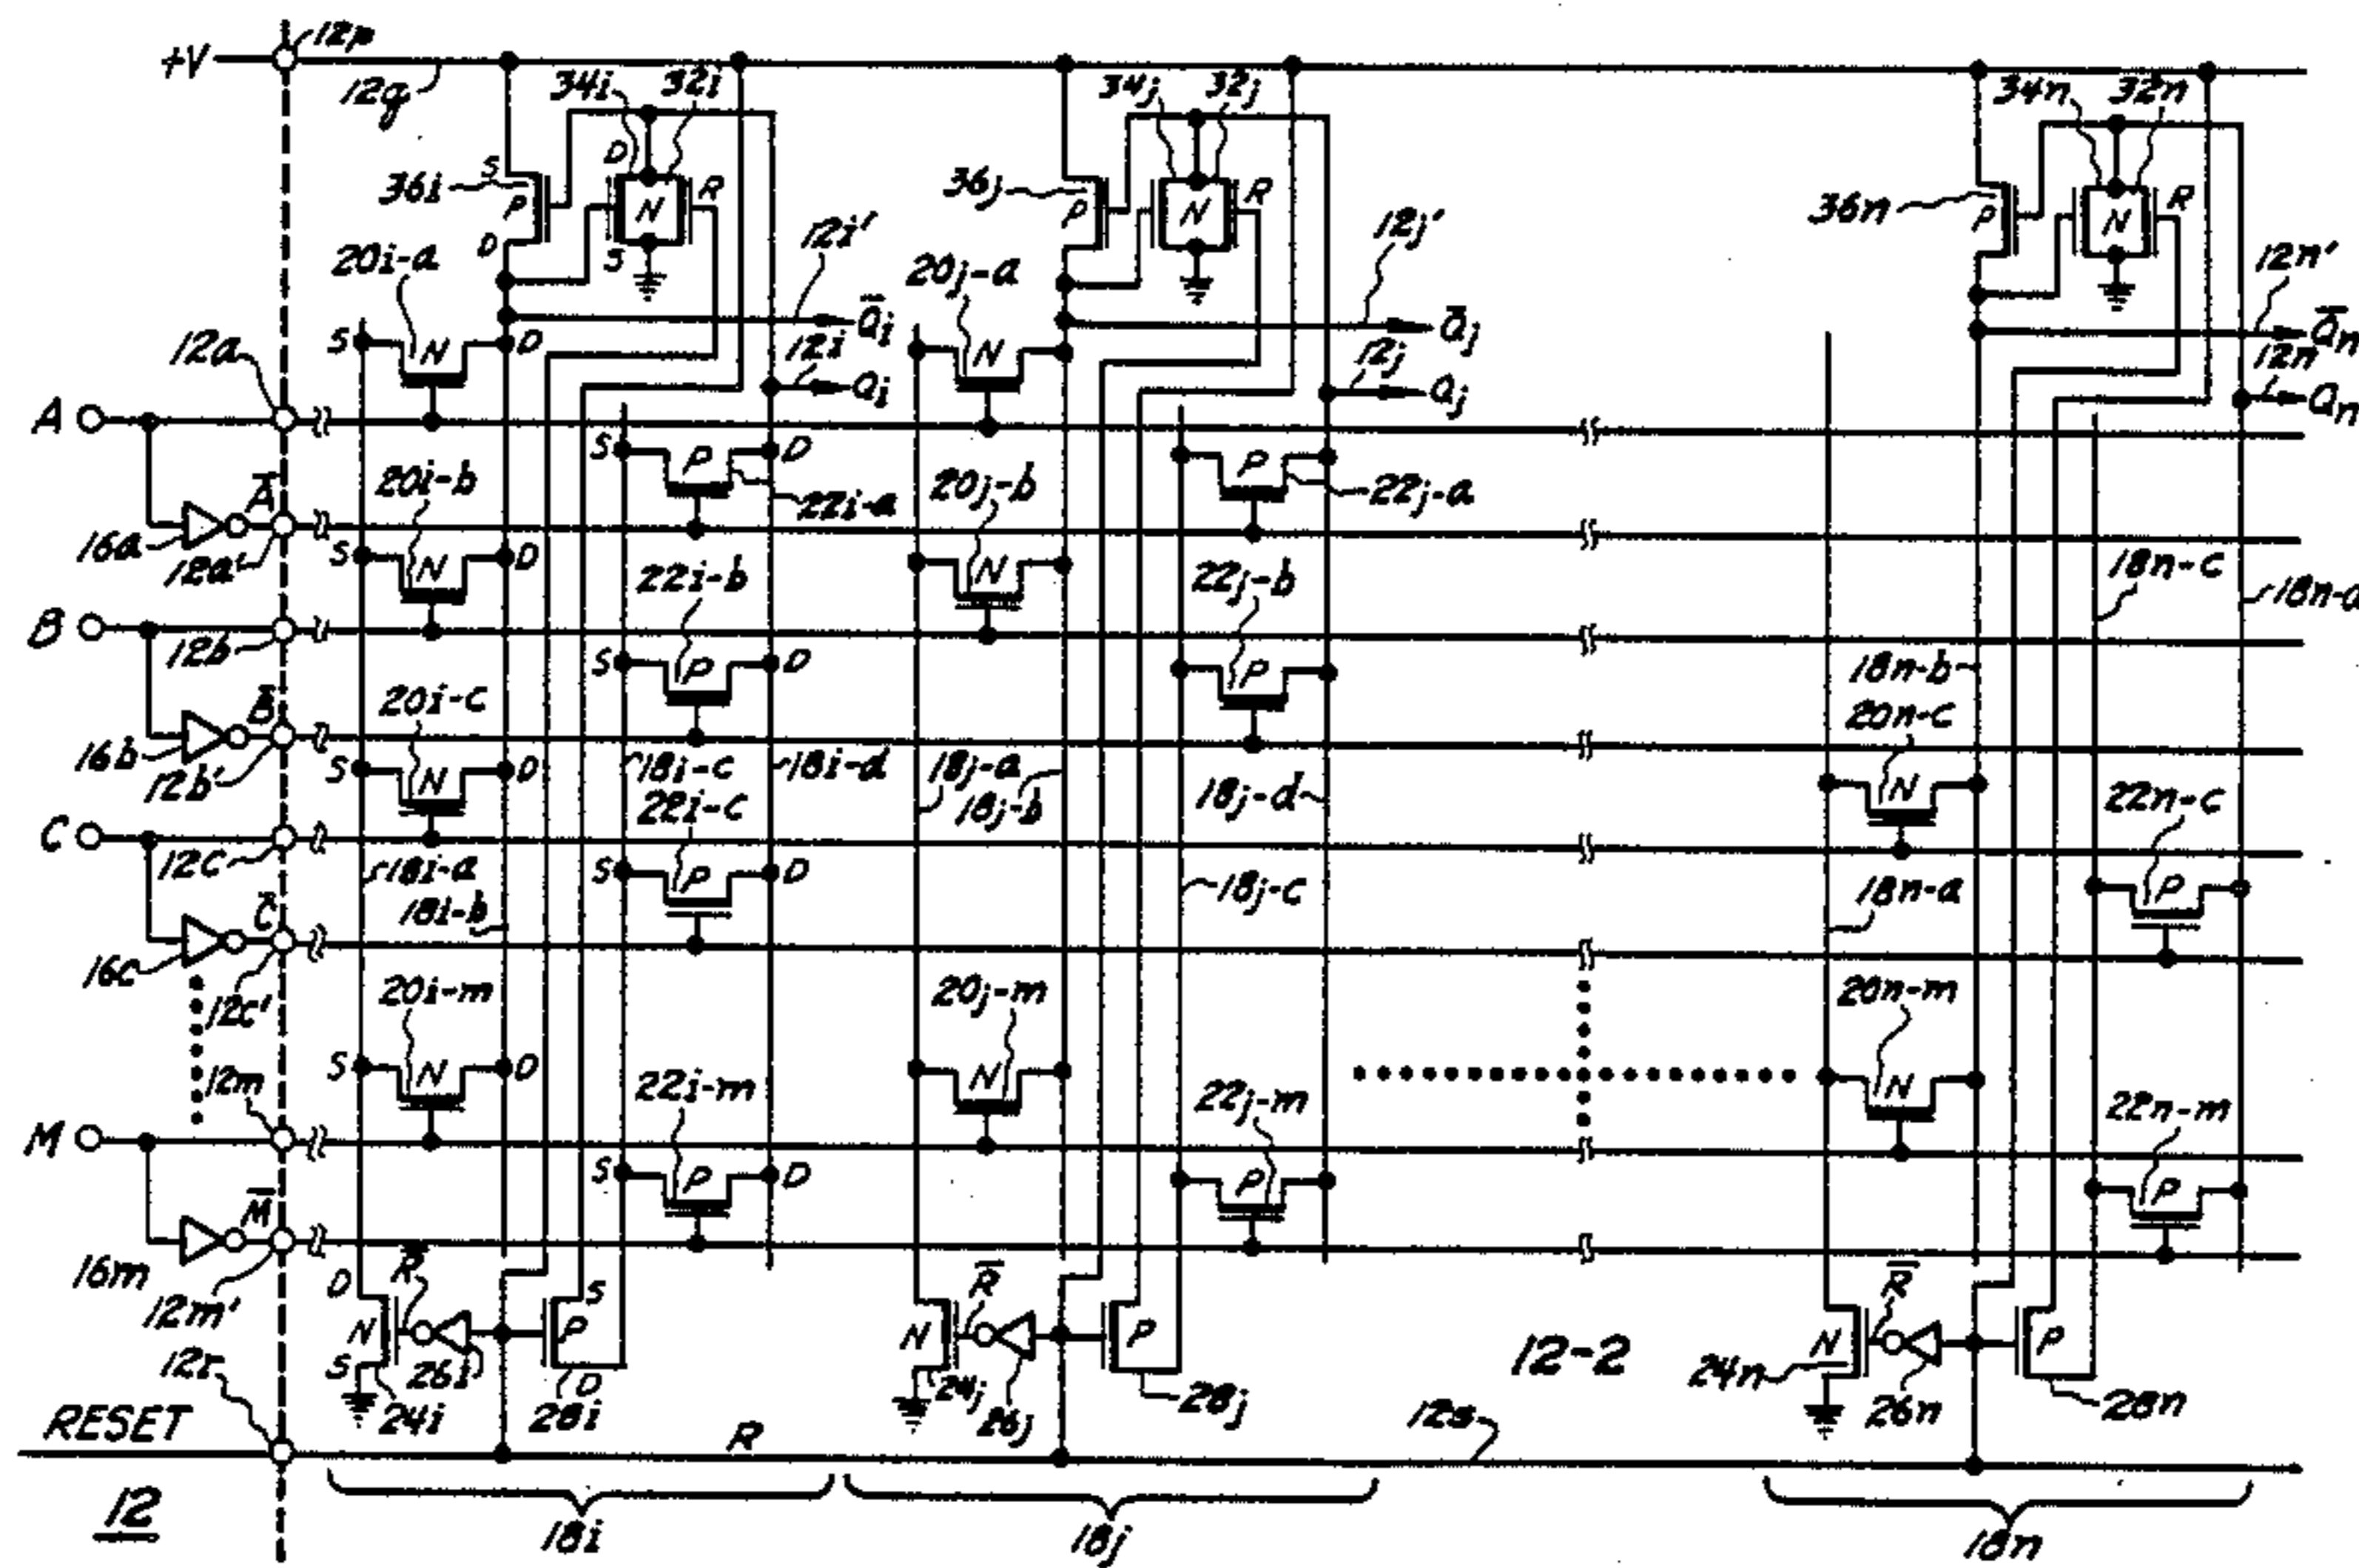 +V 12p
12g 34i 32i 34j 32j 34n 32n
S D R R R
36i P N 36j P N 36n P N
D S
20i-a 12i' 20j-a 12j' 12n'
Q̄i Q̄j Q̄n
12a S N D 12i N 12j 12n
Qi Qj Qn
A
S P D P
20i-b 22i-a 20j-b 22j-a
Ā
16a 12a' S N D N 18n-c
22i-b 22j-b 18n-d
B 12b
S P D P 18n-b
20i-c 20n-c
B̄
16b 12b' S N D 18i-c 18i-d 18j-a 18j-d N 22n-c
22i-c 18j-b
C 12c 18i-a S P D 18j-c 18n-a P
18i-b
C̄
16c 12c' 20i-m 20j-m 20n-m
12m S N D 22i-m N 22j-m N 22n-m
M
S P D P P
M̄
16m 12m' D R̄ S R̄ R̄
N P N P 12-2 N P
S 26i D 24j 26j 28j 24n 26n 28n
12r 24i 28i 12s
RESET R
12 18i 18j 18n